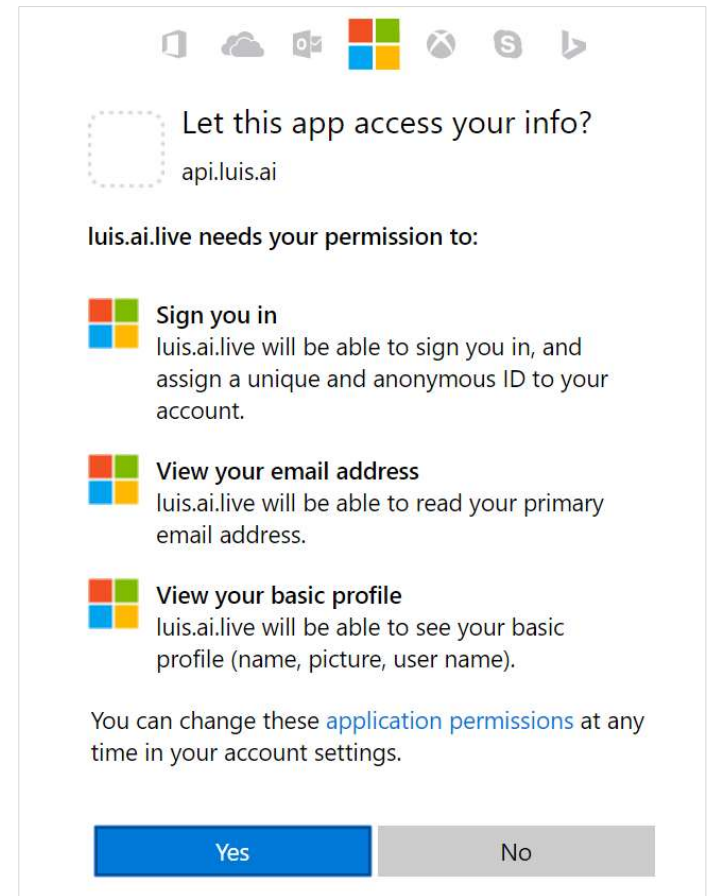 Let this app access your info?
api.luis.ai
luis.ai.live needs your permission to:
Sign you in
luis.ai.live will be able to sign you in, and
assign a unique and anonymous ID to your
account.
View your email address
luis.ai.live will be able to read your primary
email address.
View your basic profile
luis.ai.live will be able to see your basic
profile (name, picture, user name).
You can change these application permissions at any
time in your account settings.
Yes No